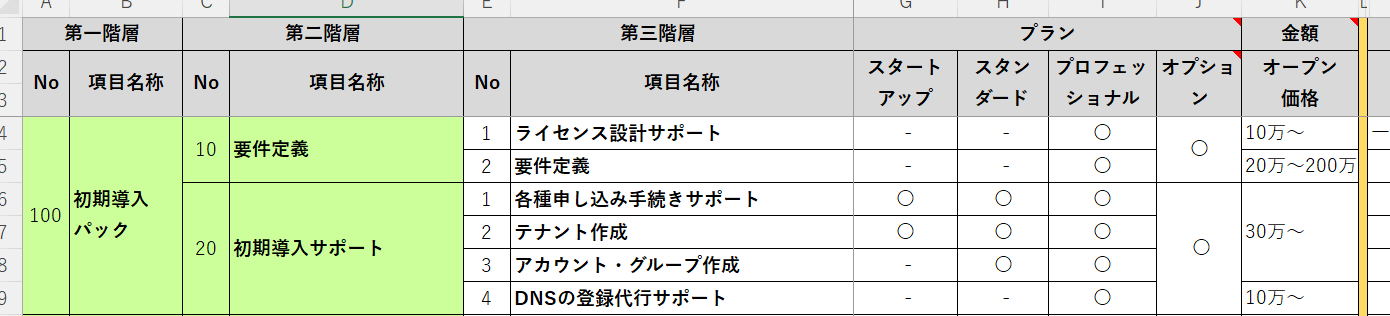 A B C D E F G H I J K L
1 第一階層 第二階層 第三階層 プラン 金額
2 No 項目名称 No 項目名称 No 項目名称 スタート スタン プロフェッ オプショ オープン
3 アップ ダード ショナル ン 価格
4 10 要件定義 1 ライセンス設計サポート - - 〇 〇 10万～ ー
5 2 要件定義 - - 〇 20万～200万
6 100 初期導入 1 各種申し込み手続きサポート 〇 〇 〇
7 パック 20 初期導入サポート 2 テナント作成 〇 〇 〇 〇 30万～
8 3 アカウント・グループ作成 - 〇 〇
9 4 DNSの登録代行サポート - - 〇 10万～